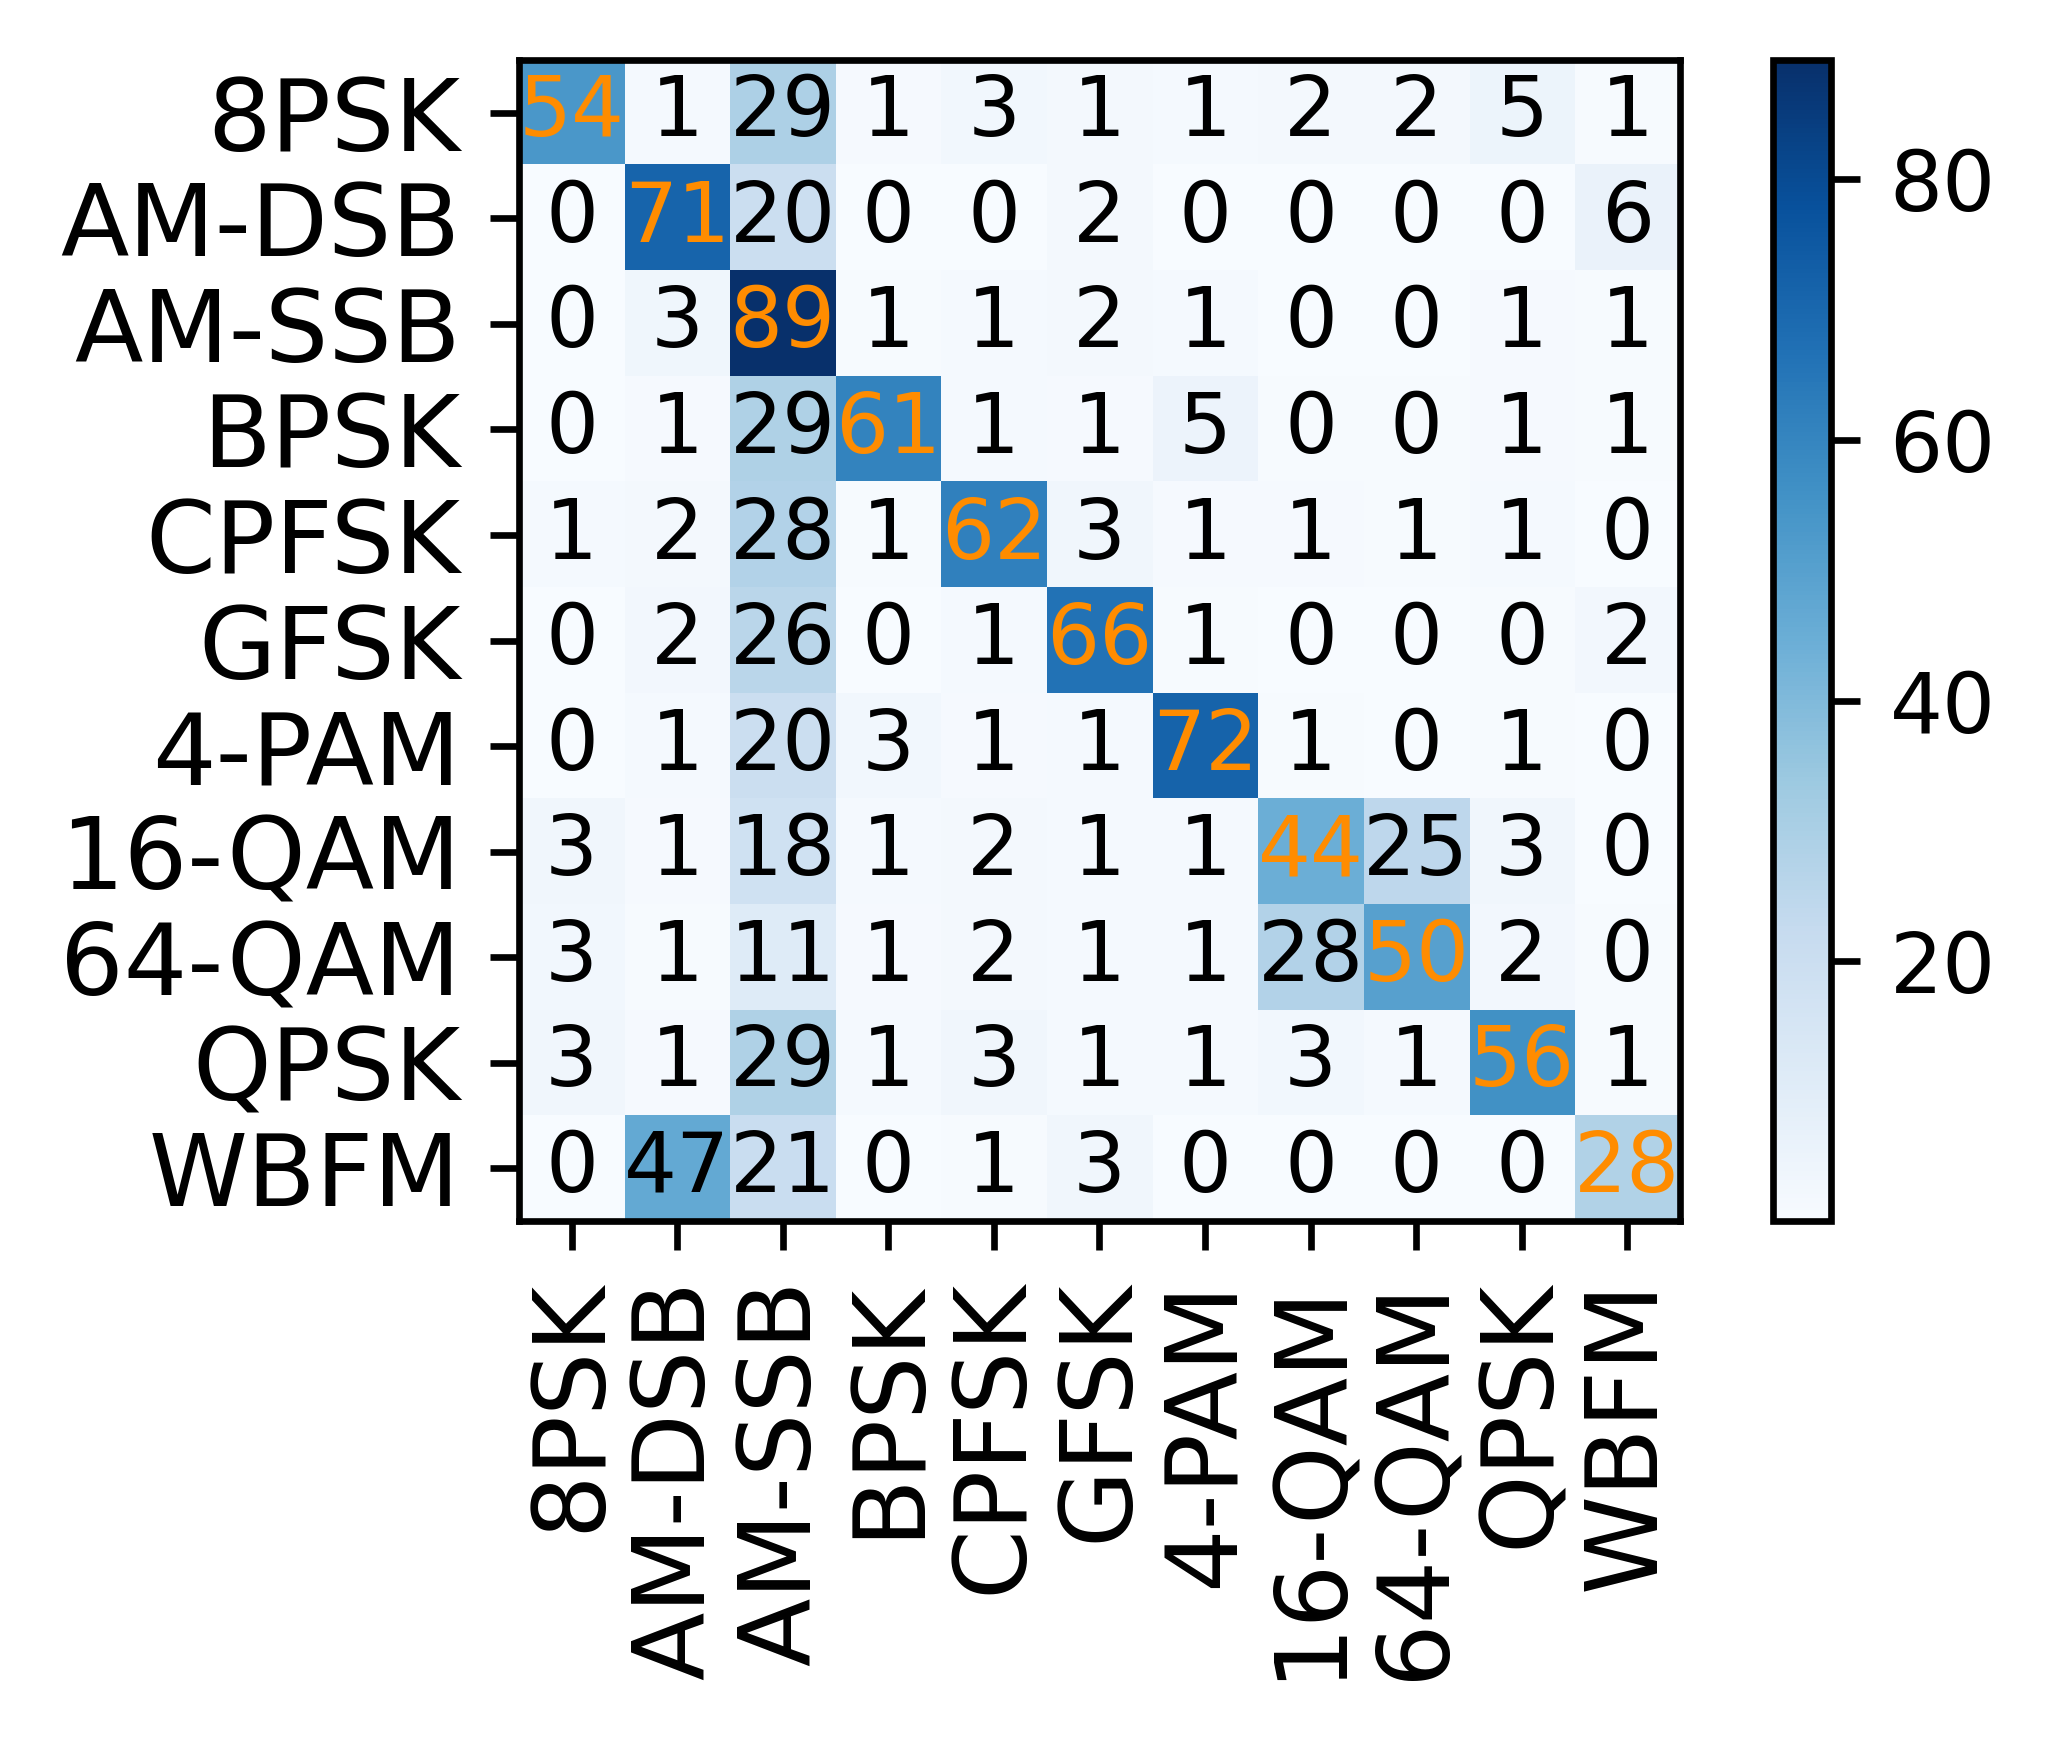 8PSK 54 1 29 1 3 1 1 2 2 5 1
AM-DSB 0 71 20 0 0 2 0 0 0 0 6
AM-SSB 0 3 89 1 1 2 1 0 0 1 1
BPSK 0 1 29 61 1 1 5 0 0 1 1
CPFSK 1 2 28 1 62 3 1 1 1 1 0
GFSK 0 2 26 0 1 66 1 0 0 0 2
4-PAM 0 1 20 3 1 1 72 1 0 1 0
16-QAM 3 1 18 1 2 1 1 44 25 3 0
64-QAM 3 1 11 1 2 1 1 28 50 2 0
QPSK 3 1 29 1 3 1 1 3 1 56 1
WBFM 0 47 21 0 1 3 0 0 0 0 28
8PSK
AM-DSB
AM-SSB
BPSK
CPFSK
GFSK
4-PAM
16-QAM
64-QAM
QPSK
WBFM
80
60
40
20